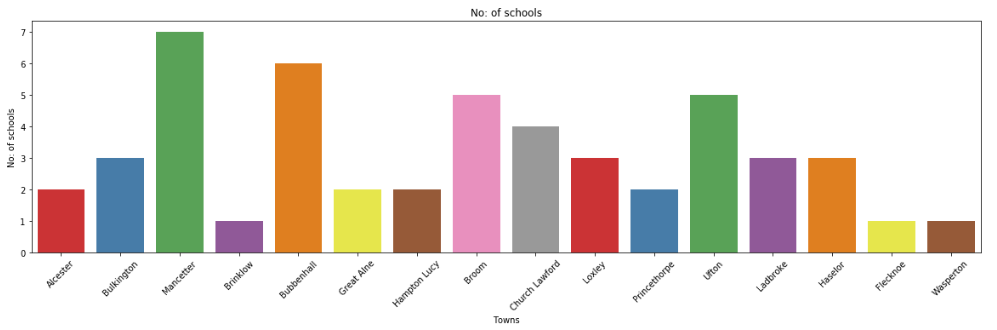 No: of schools
No: of schools
7
6
5
4
3
2
1
0
Alcester
Bulkington
Mancetter
Brinklow
Bubbenhall
Great Alne
Hampton Lucy
Broom
Church Lawford
Loxley
Princethorpe
Ufton
Ladbroke
Haselor
Flecknoe
Wasperton
Towns